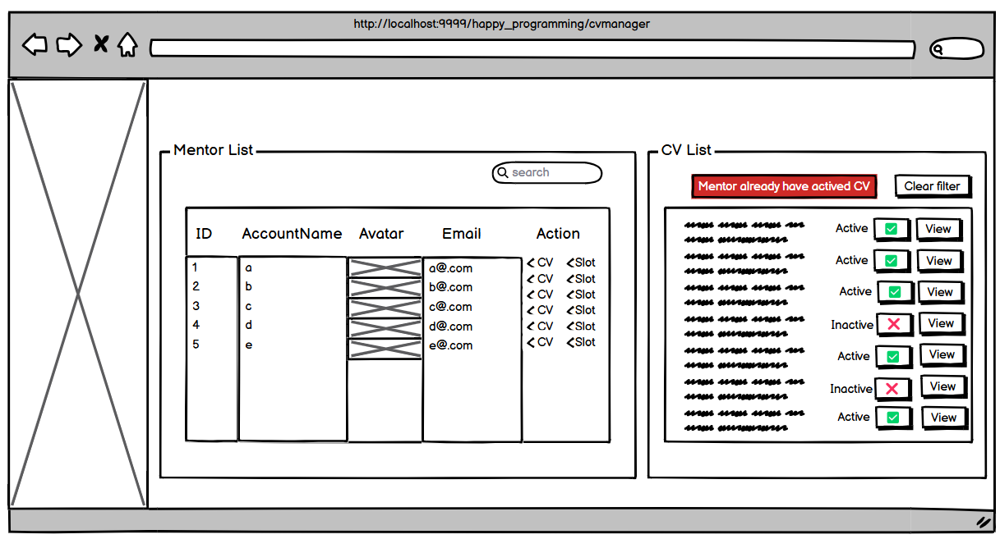 http://localhost:9999/happy_programming/cvmanager
Mentor List
search
ID AccountName Avatar Email Action
1 a a@.com < CV < Slot
2 b b@.com < CV < Slot
3 c c@.com < CV < Slot
4 d d@.com < CV < Slot
5 e e@.com < CV < Slot
CV List
Mentor already have actived CV Clear filter
Active View
Active View
Active View
Inactive View
Active View
Inactive View
Active View